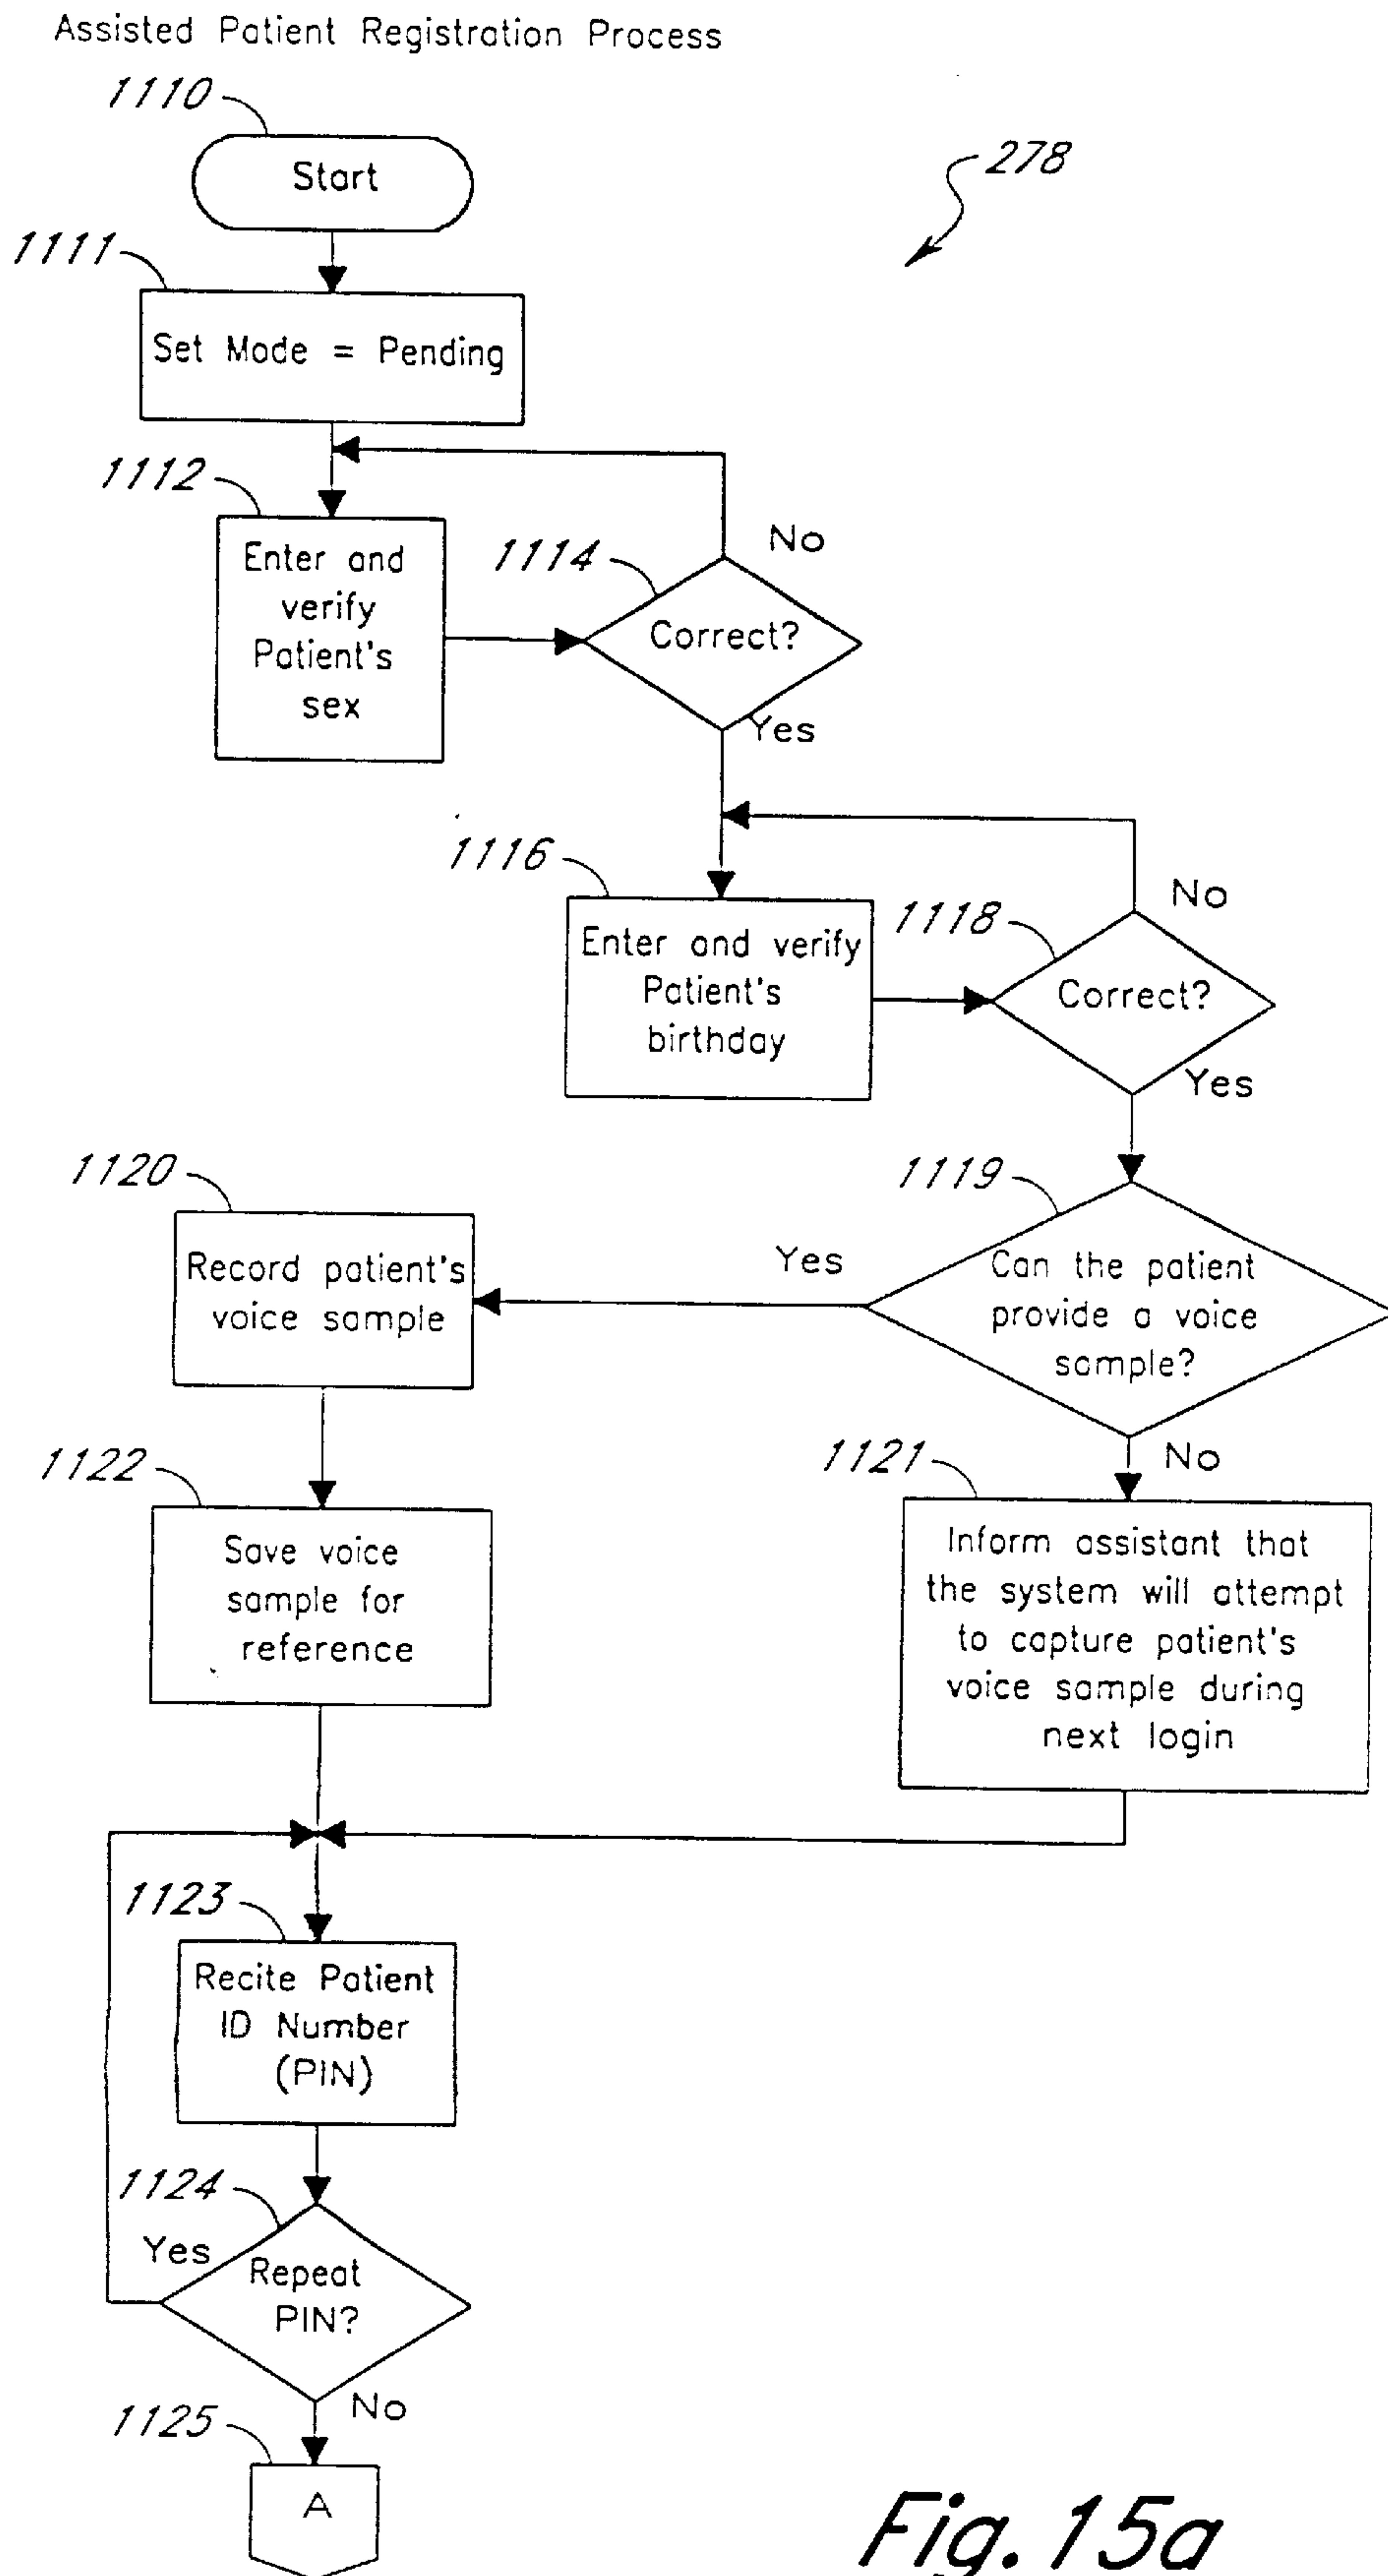 Assisted Patient Registration Process
1110
Start
278
1111
Set Mode = Pending
1112
Enter and
verify
Patient's
sex
1114
No
Correct?
Yes
1116
Enter and verify
Patient's
birthday
1118
No
Correct?
Yes
1120
Record patient's
voice sample
1119
Yes
Can the patient
provide a voice
sample?
No
1122
Save voice
sample for
reference
1121
Inform assistant that
the system will attempt
to capture patient's
voice sample during
next login
1123
Recite Patient
ID Number
(PIN)
1124
Yes
Repeat
PIN?
No
1125
A
Fig. 15a